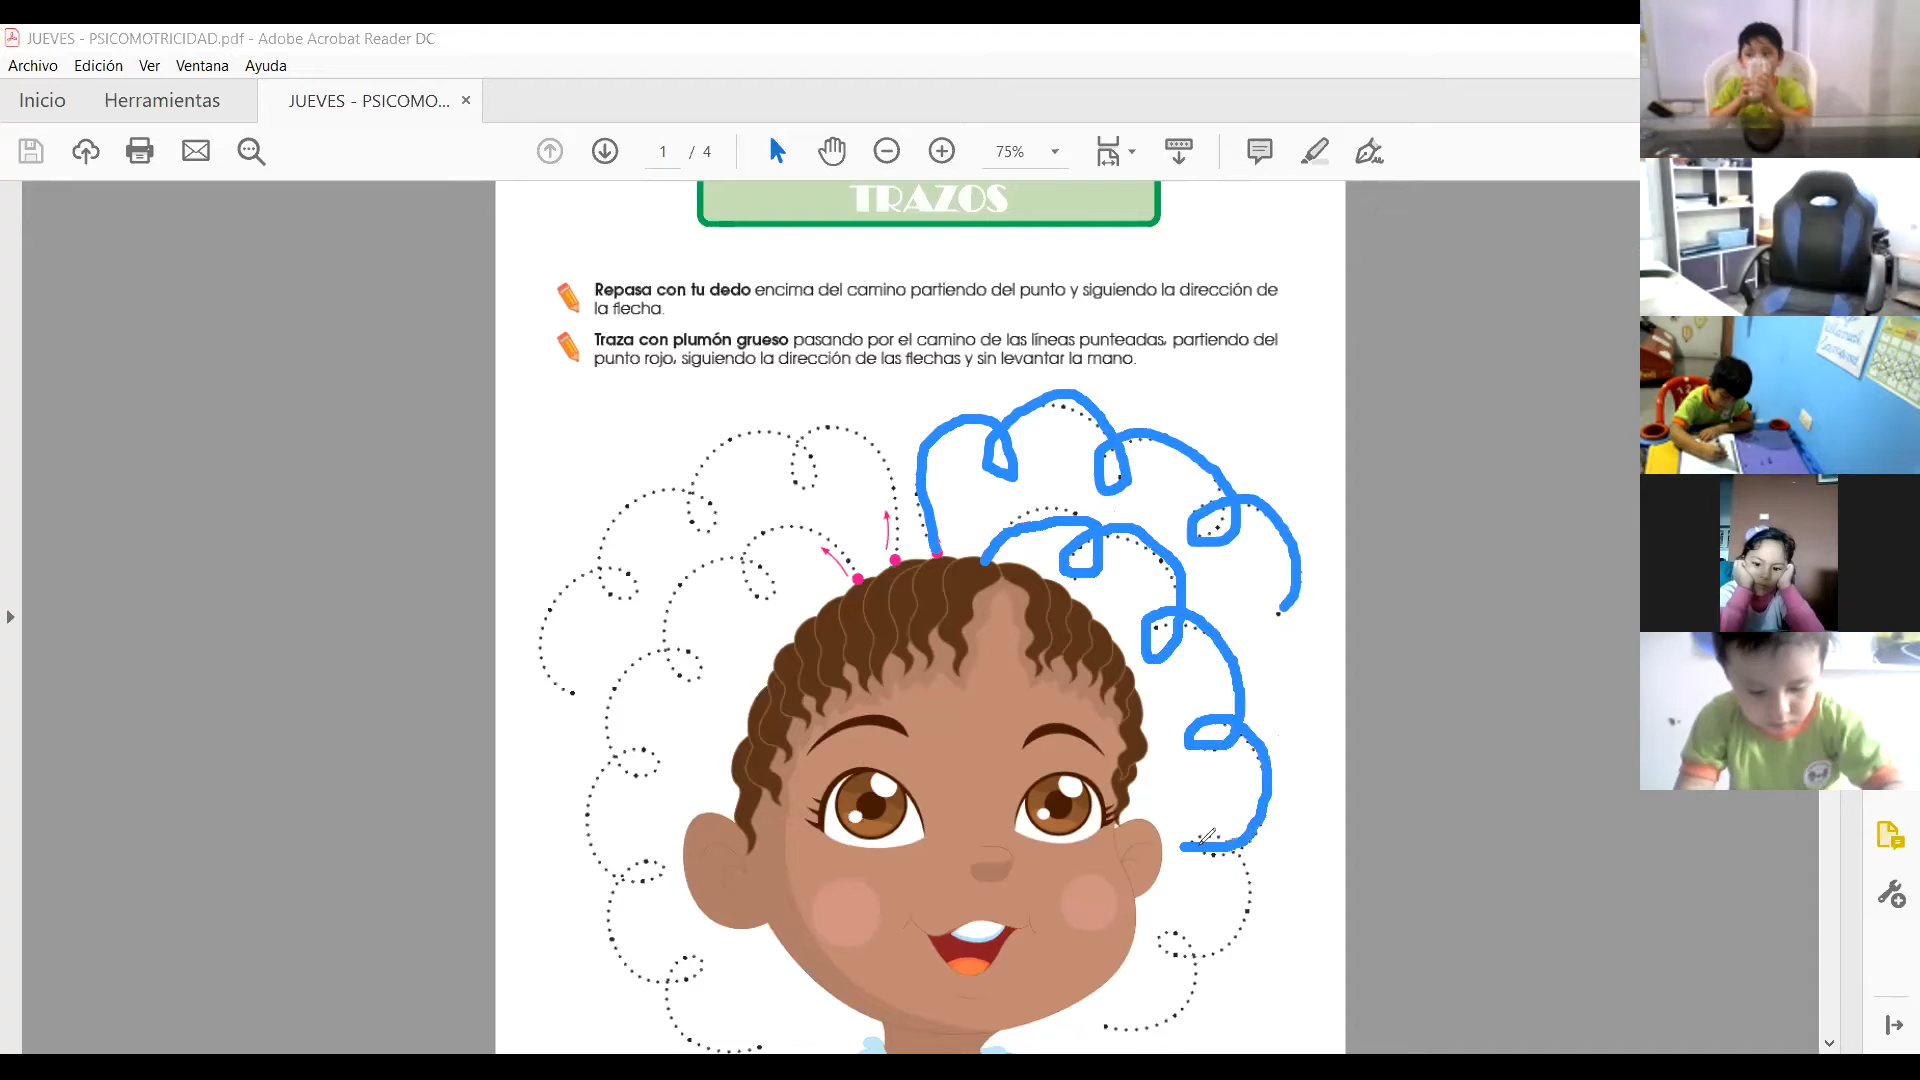 JUEVES - PSICOMOTRICIDAD.pdf - Adobe Acrobat Reader DC
Archivo Edición Ver Ventana Ayuda
Inicio Herramientas JUEVES - PSICOMO... ×
1 / 4 75%
TRAZOS
Repasa con tu dedo encima del camino partiendo del punto y siguiendo la dirección de
la flecha.
Traza con plumón grueso pasando por el camino de las líneas punteadas, partiendo del
punto rojo, siguiendo la dirección de las flechas y sin levantar la mano.